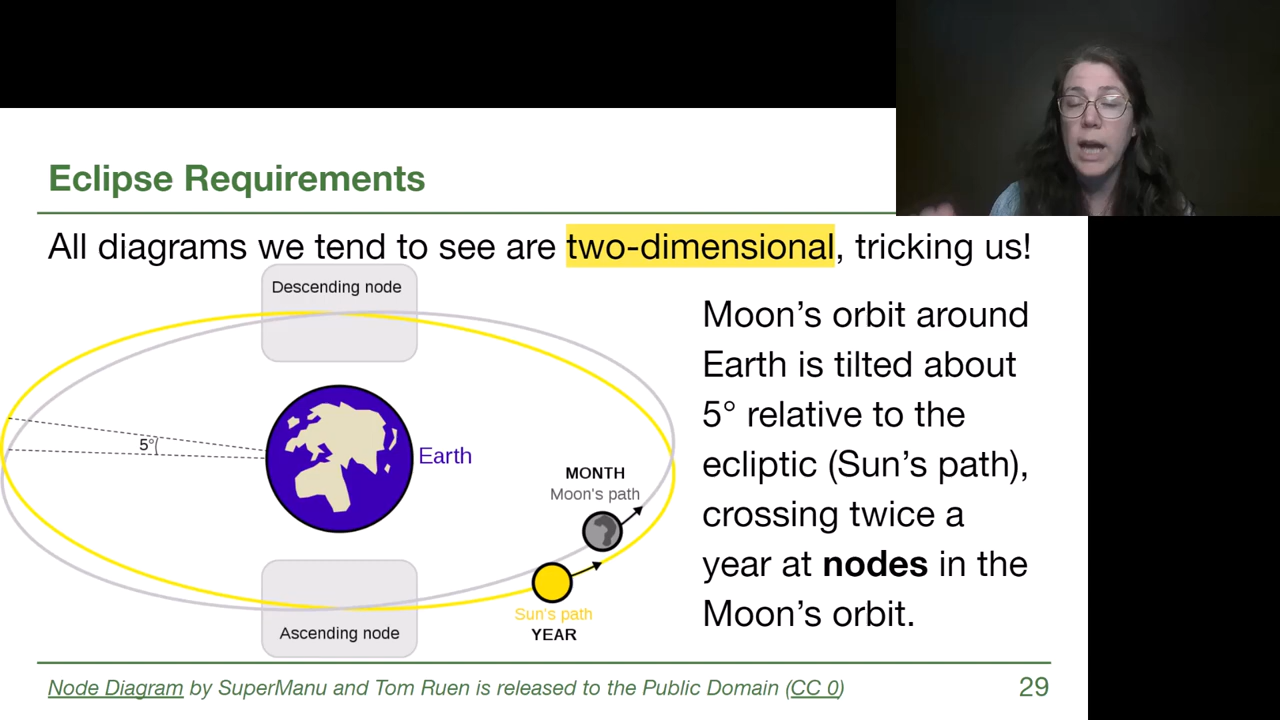 Eclipse Requirements
All diagrams we tend to see are two-dimensional, tricking us!
Descending node
Moon's orbit around
Earth is tilted about
5° relative to the
ecliptic (Sun's path),
crossing twice a
year at nodes in the
Moon's orbit.
5°
Earth
MONTH
Moon's path
Sun's path
YEAR
Ascending node
Node Diagram by SuperManu and Tom Ruen is released to the Public Domain (CC 0)
29